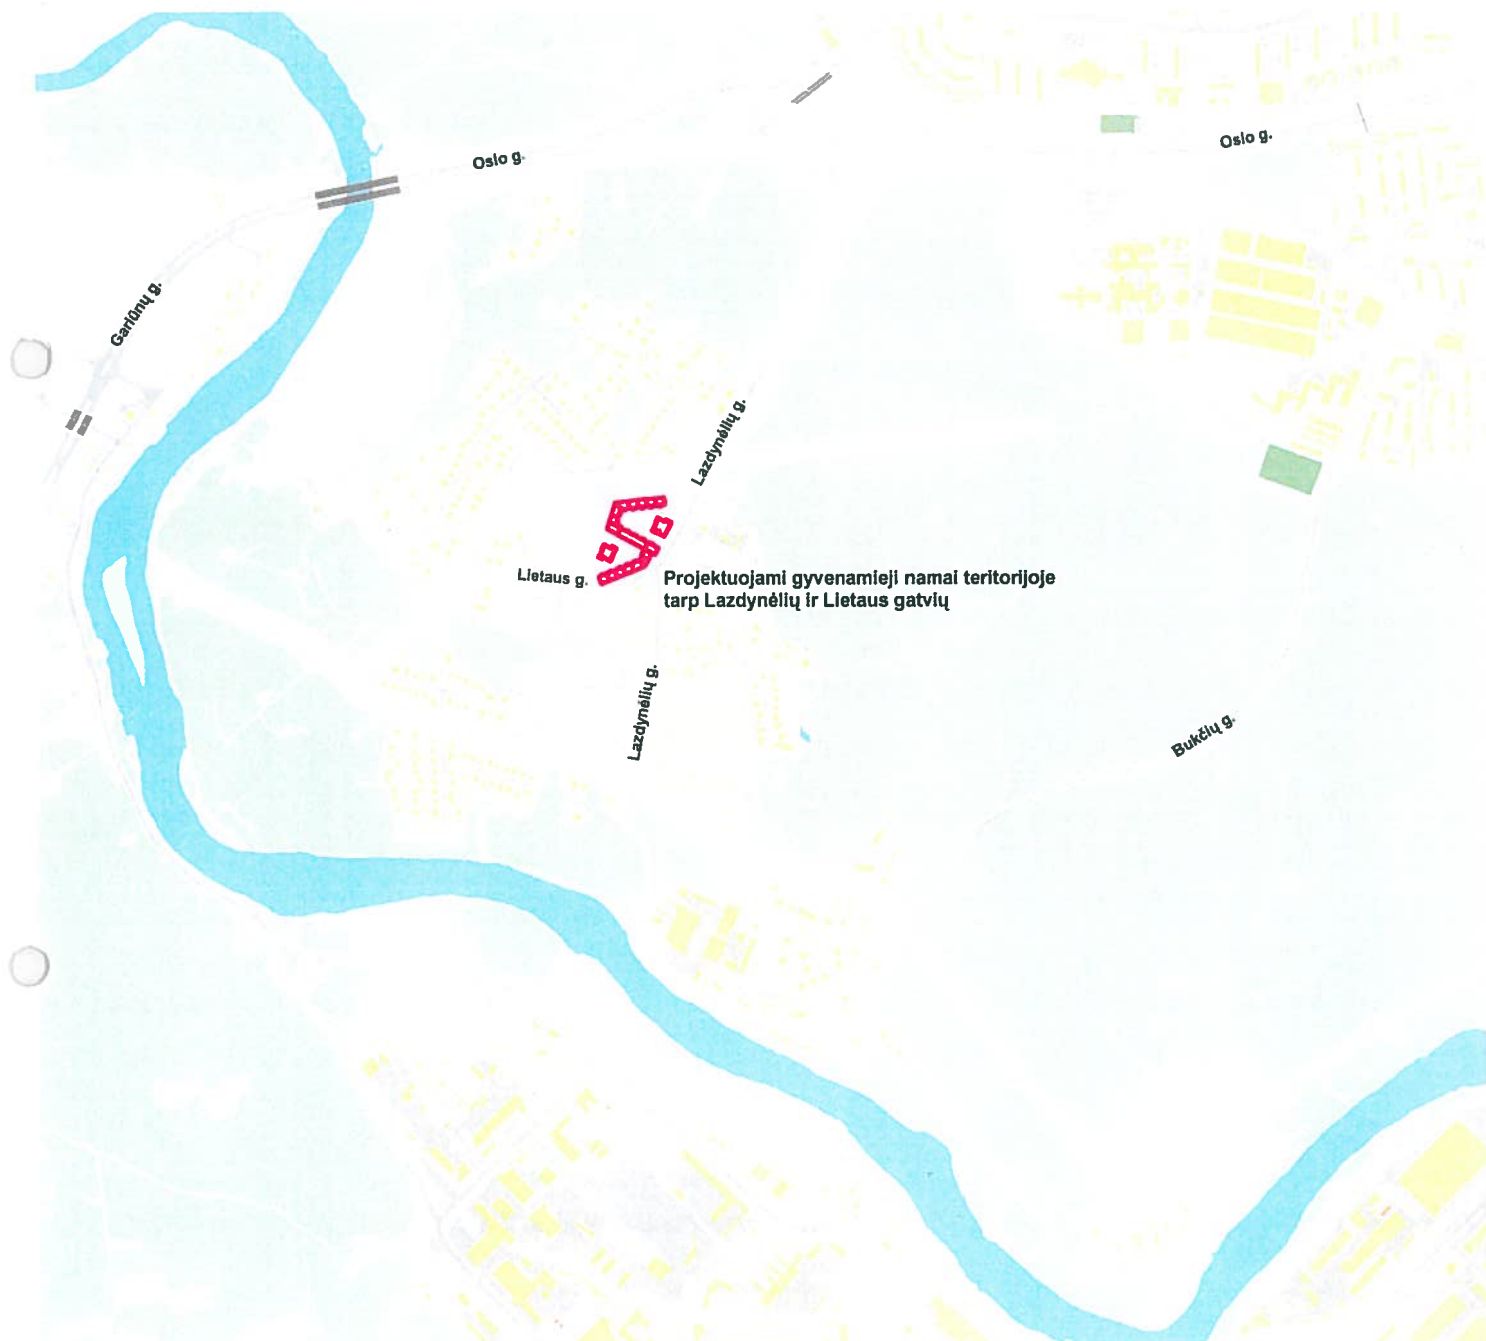 Oslo g.
Oslo g.
Gariūnų g.
Lazdynėlių g.
Lietaus g.
Projektuojami gyvenamieji namai teritorijoje
tarp Lazdynėlių ir Lietaus gatvių
Lazdynėlių g.
Bukčių g.